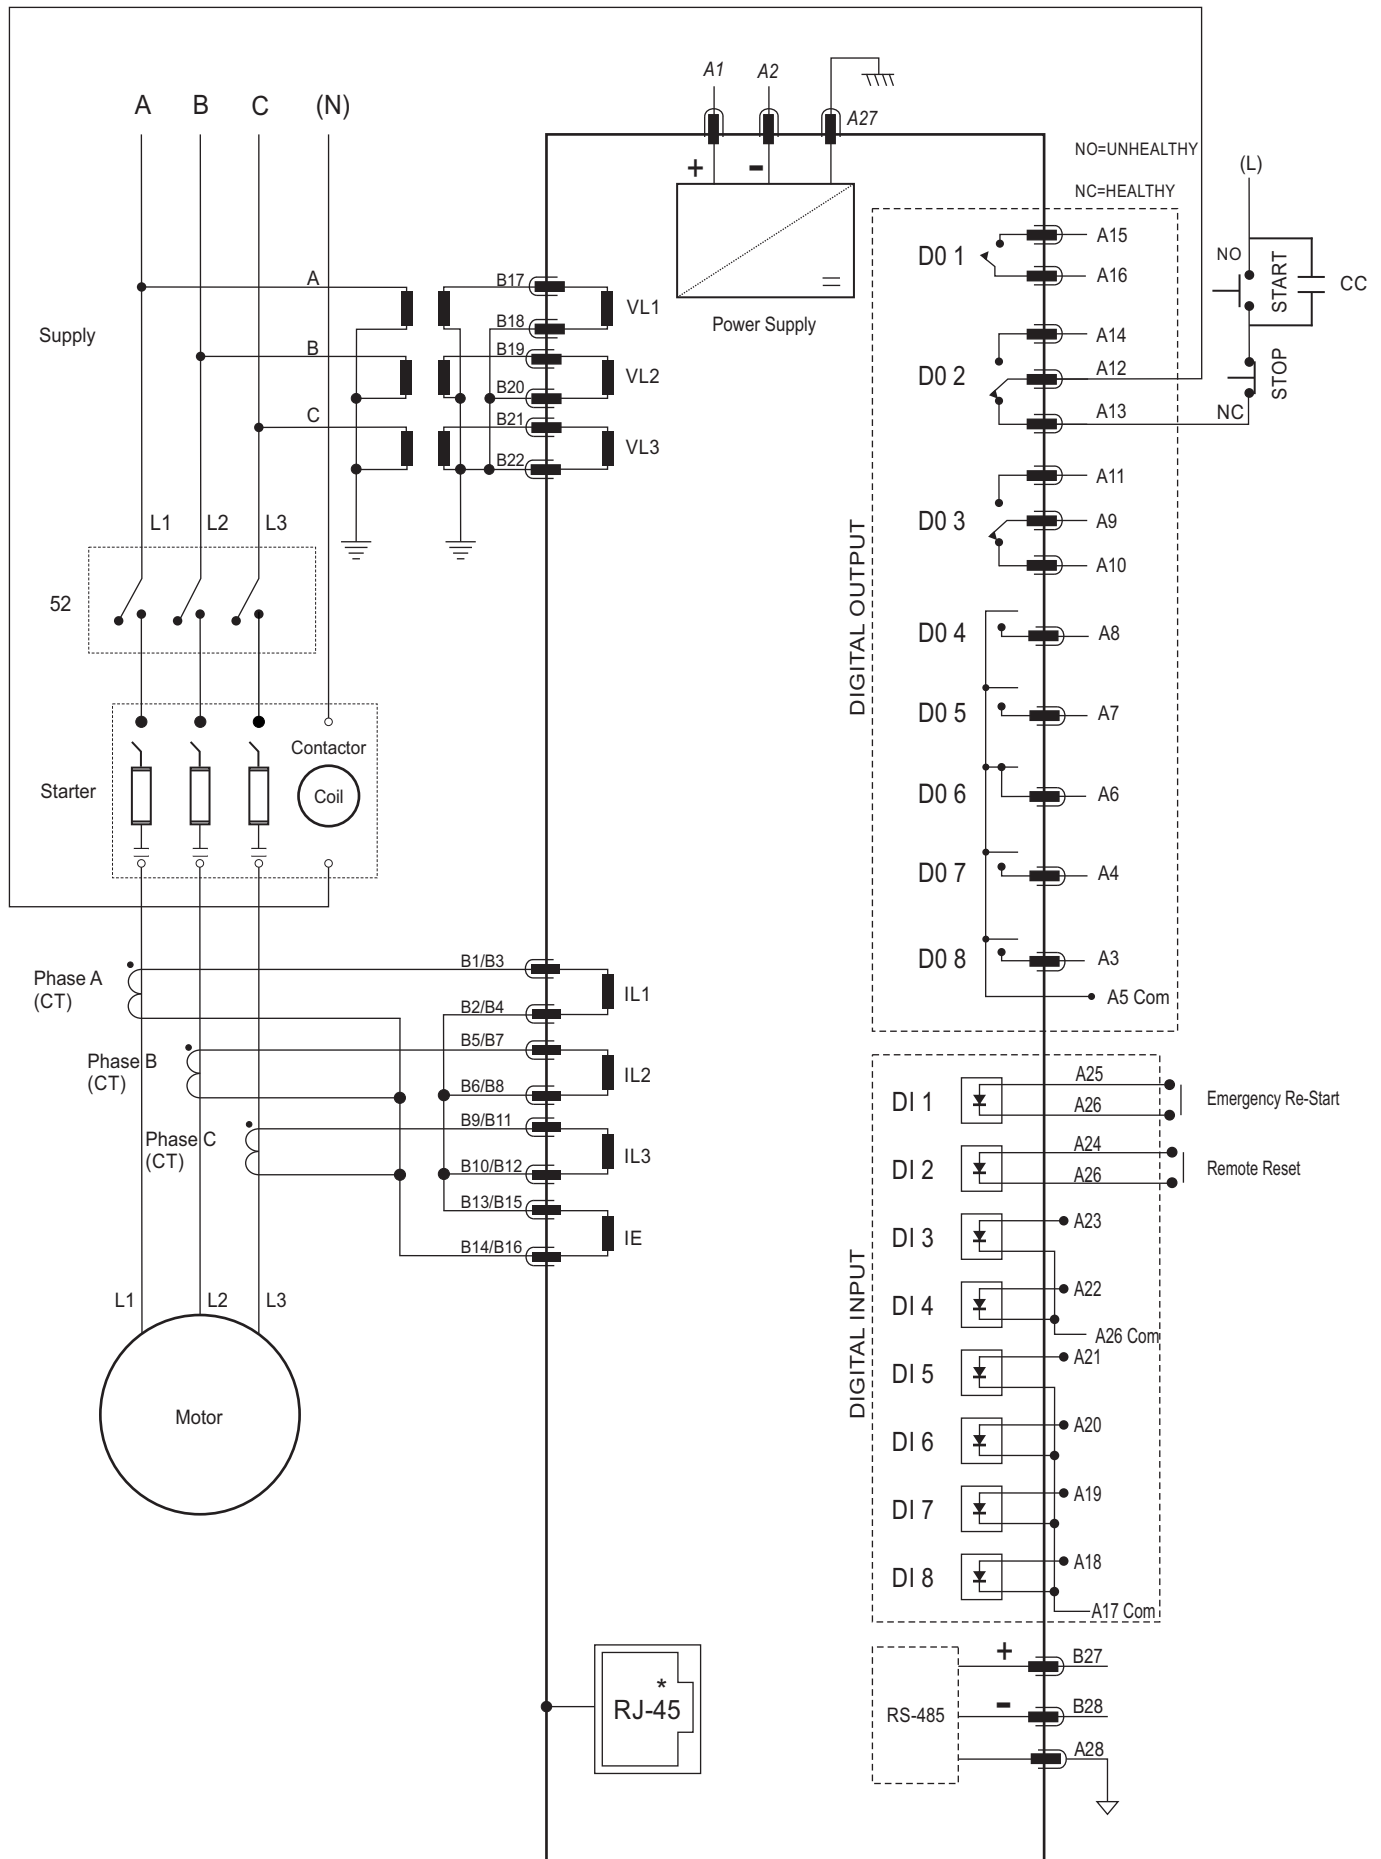 A B C (N)
A1 A2
A27
+ -
Power Supply
NO=UNHEALTHY
NC=HEALTHY
(L)
NO
START
CC
STOP
NC
Supply
A
B
C
B17
B18
B19
B20
B21
B22
VL1
VL2
VL3
L1 L2 L3
52
Starter
Contactor
Coil
DIGITAL OUTPUT
D0 1
A15
A16
D0 2
A14
A12
A13
D0 3
A11
A9
A10
D0 4
A8
D0 5
A7
D0 6
A6
D0 7
A4
D0 8
A3
A5 Com
Phase A
(CT)
Phase B
(CT)
Phase C
(CT)
B1/B3
B2/B4
B5/B7
B6/B8
B9/B11
B10/B12
B13/B15
B14/B16
IL1
IL2
IL3
IE
L1 L2 L3
Motor
DIGITAL INPUT
DI 1
A25
A26
Emergency Re-Start
DI 2
A24
A26
Remote Reset
DI 3
A23
DI 4
A22
A26 Com
DI 5
A21
DI 6
A20
DI 7
A19
DI 8
A18
A17 Com
*
RJ-45
RS-485
+
B27
-
B28
A28